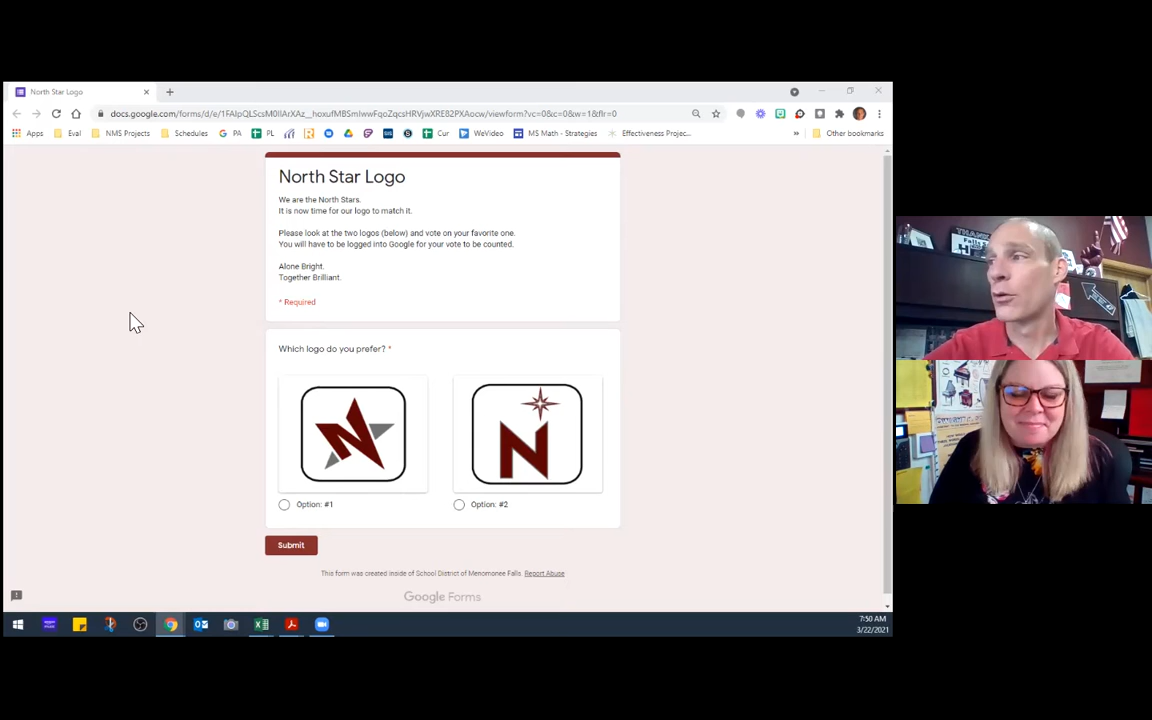 North Star Logo
docs.google.com/forms/d/e/1FAIpQLScsM0IlArXAz__hoxufMBSmIwwFqoZqcsHRVjwXRE82PXAocw/viewform?vc=0&c=0&w=1&flr=0
Apps Eval NMS Projects Schedules PA PL Cur WeVideo MS Math - Strategies Effectiveness Projec... » Other bookmarks
North Star Logo
We are the North Stars.
It is now time for our logo to match it.
Please look at the two logos (below) and vote on your favorite one.
You will have to be logged into Google for your vote to be counted.
Alone Bright.
Together Brilliant.
* Required
Which logo do you prefer? *
N
N
Option: #1
Option: #2
Submit
This form was created inside of School District of Menomonee Falls. Report Abuse
Google Forms
7:50 AM
3/22/2021
THANK
Falls